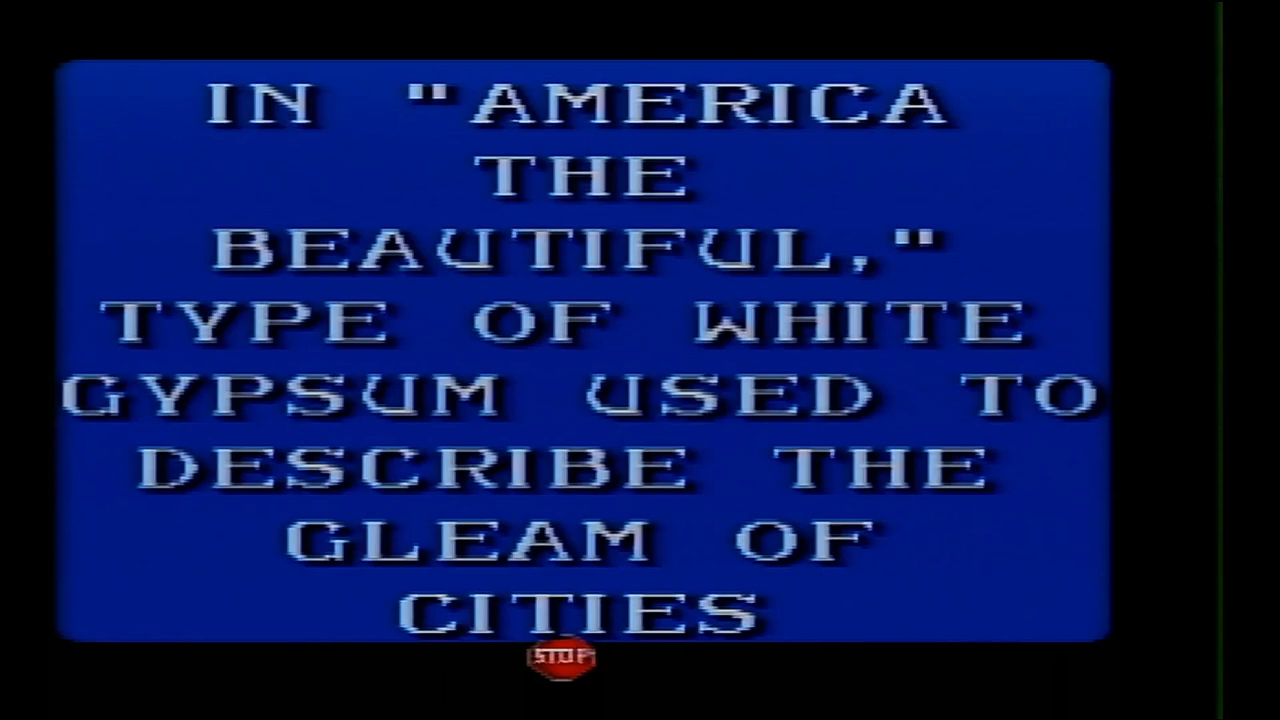 IN "AMERICA
THE
BEAUTIFUL,"
TYPE OF WHITE
GYPSUM USED TO
DESCRIBE THE
GLEAM OF
CITIES
STOP